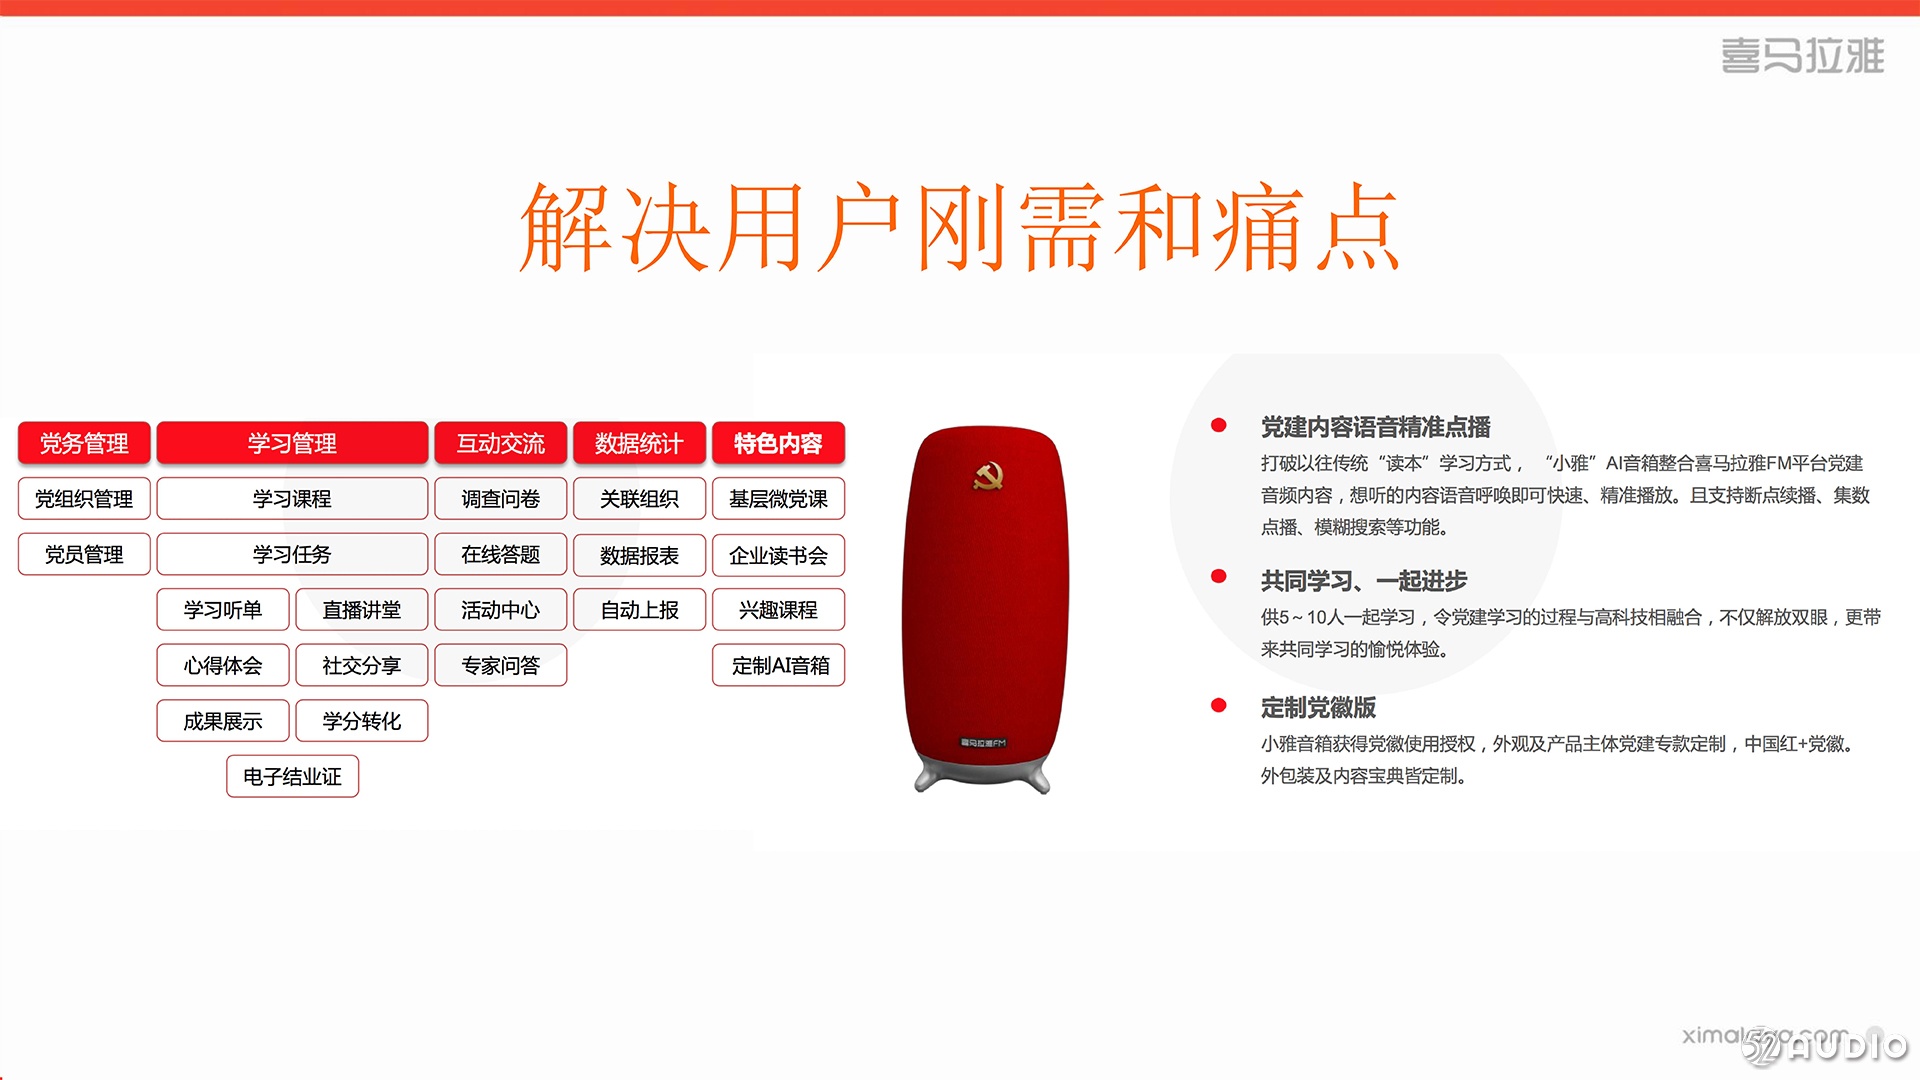 喜马拉雅
解决用户刚需和痛点
党务管理 学习管理 互动交流 数据统计 特色内容
党组织管理 学习课程 调查问卷 关联组织 基层微党课
党员管理 学习任务 在线答题 数据报表 企业读书会
学习听单 直播讲堂 活动中心 自动上报 兴趣课程
心得体会 社交分享 专家问答 定制AI音箱
成果展示 学分转化
电子结业证
喜马拉雅FM
党建内容语音精准点播
打破以往传统“读本”学习方式， “小雅”AI音箱整合喜马拉雅FM平台党建
音频内容，想听的内容语音呼唤即可快速、精准播放。且支持断点续播、集数
点播、模糊搜索等功能。
共同学习、一起进步
供5～10人一起学习，令党建学习的过程与高科技相融合，不仅解放双眼，更带
来共同学习的愉悦体验。
定制党徽版
小雅音箱获得党徽使用授权，外观及产品主体党建专款定制，中国红+党徽。
外包装及内容宝典皆定制。
ximalaya.com
52AUDIO